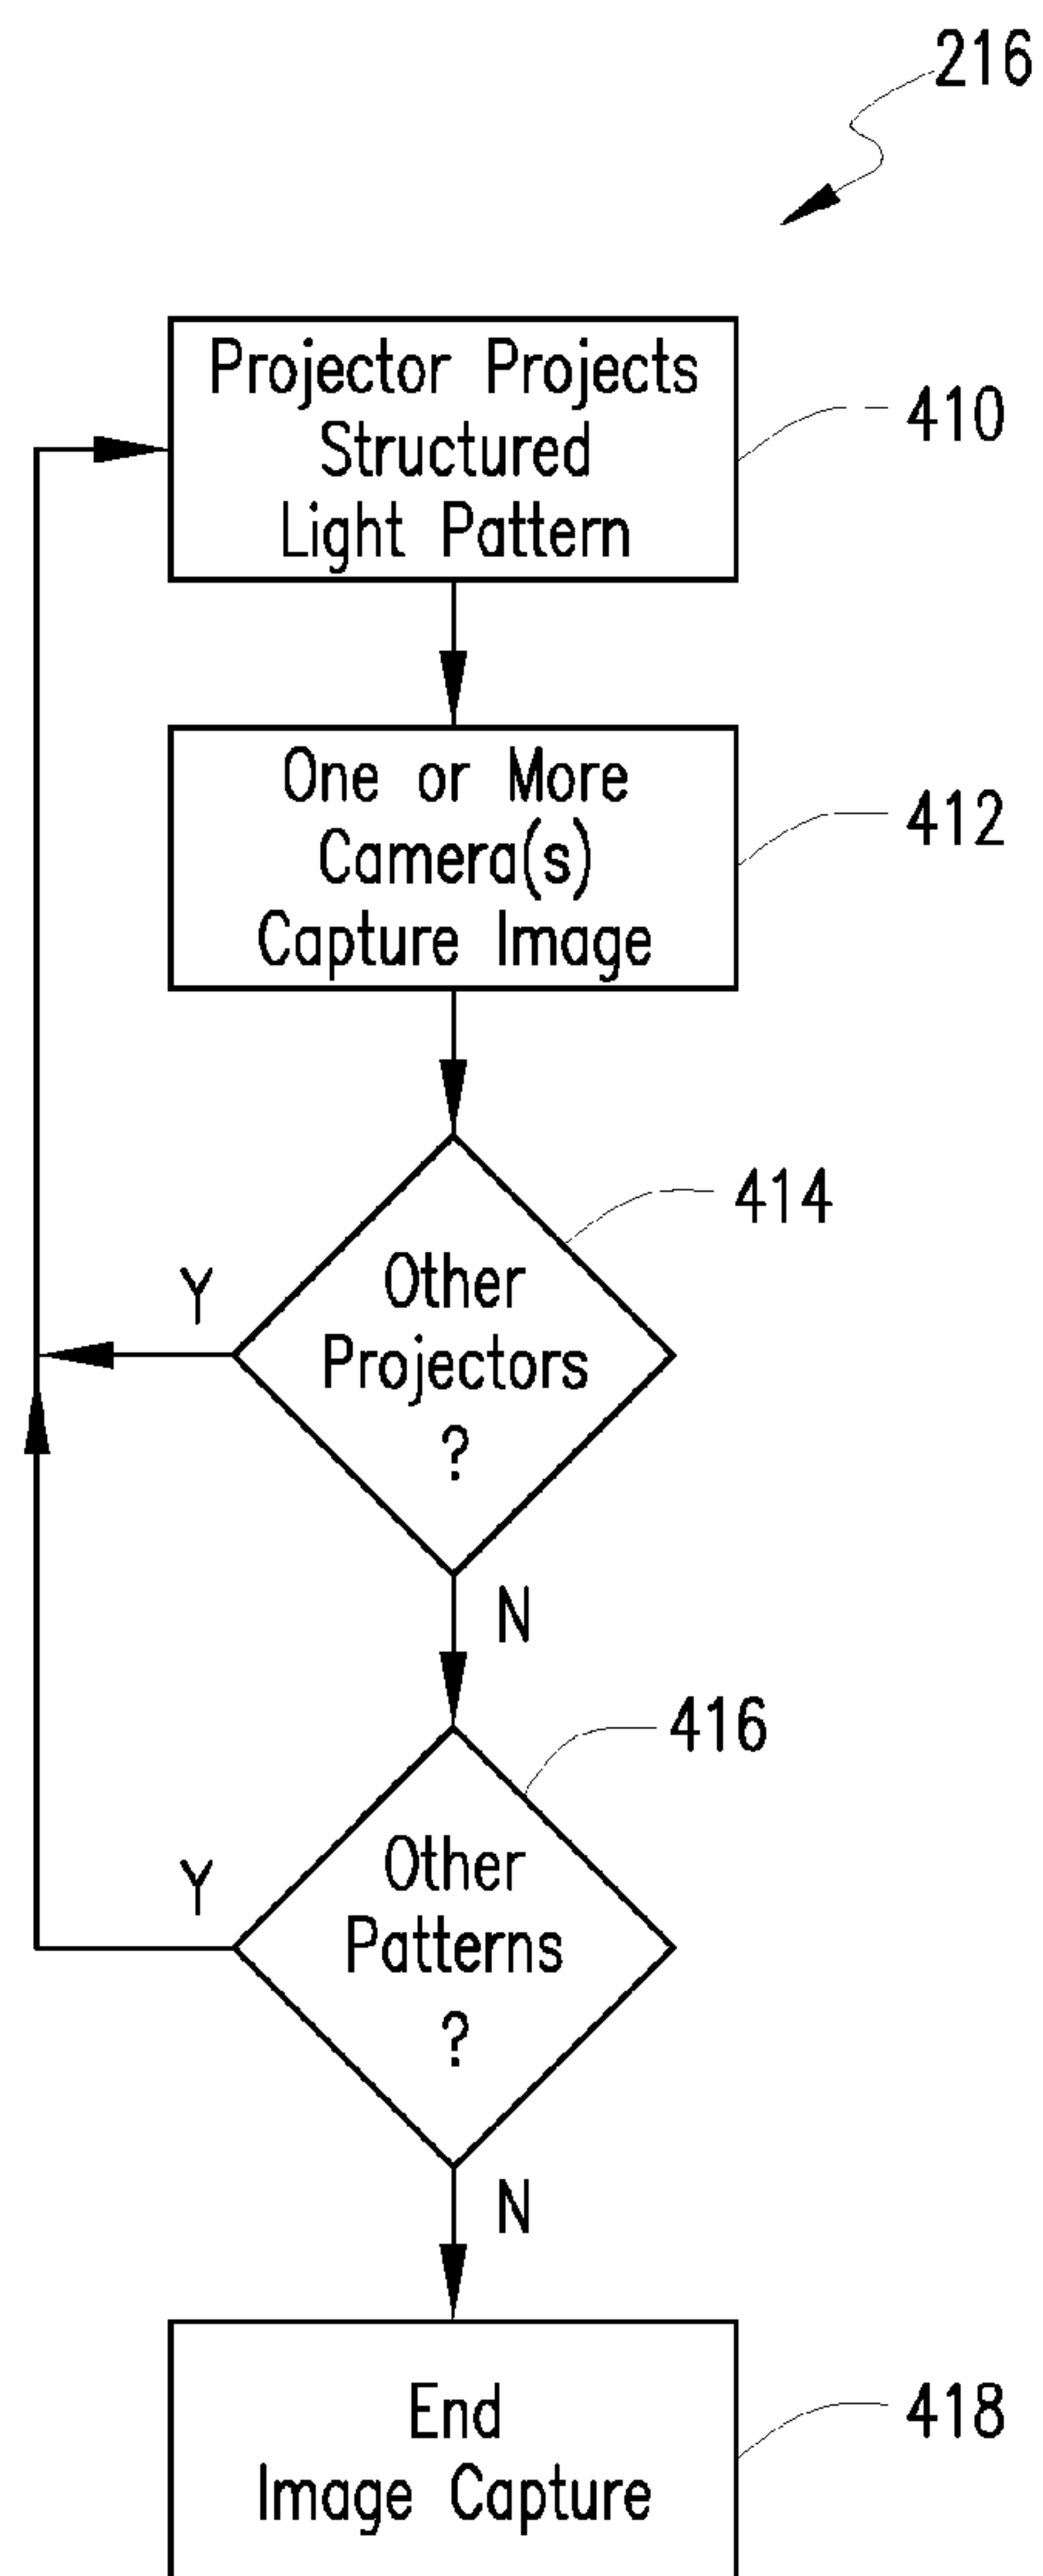 216
Projector Projects
Structured
Light Pattern
410
One or More
Camera(s)
Capture Image
412
414
Other
Projectors
?
Y
N
416
Other
Patterns
?
Y
N
End
Image Capture
418